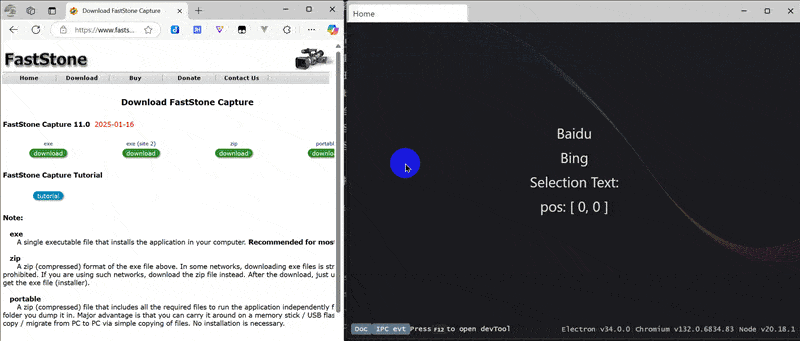 Download FastStone Capture
https://www.fasts
FastStone
Home Download Buy Donate Contact Us
Download FastStone Capture
FastStone Capture 11.0 2025-01-16
exe exe (site 2) zip portabl
download download download downlo
FastStone Capture Tutorial
tutorial
Note:
exe
A single executable file that installs the application in your computer. Recommended for most
zip
A zip (compressed) format of the exe file above. In some networks, downloading exe files is str
prohibited. If you are using such networks, download the zip file instead. After the download, just u
get the exe file (installer).
portable
A zip (compressed) file that includes all the required files to run the application independently f
folder you dump it in. Major advantage is that you can carry it around on a memory stick / USB flas
copy / migrate from PC to PC via simple copying of files. No installation is necessary.
Home
Baidu
Bing
Selection Text:
pos: [ 0, 0 ]
Doc IPC evt Press F12 to open devTool
Electron v34.0.0 Chromium v132.0.6834.83 Node v20.18.1